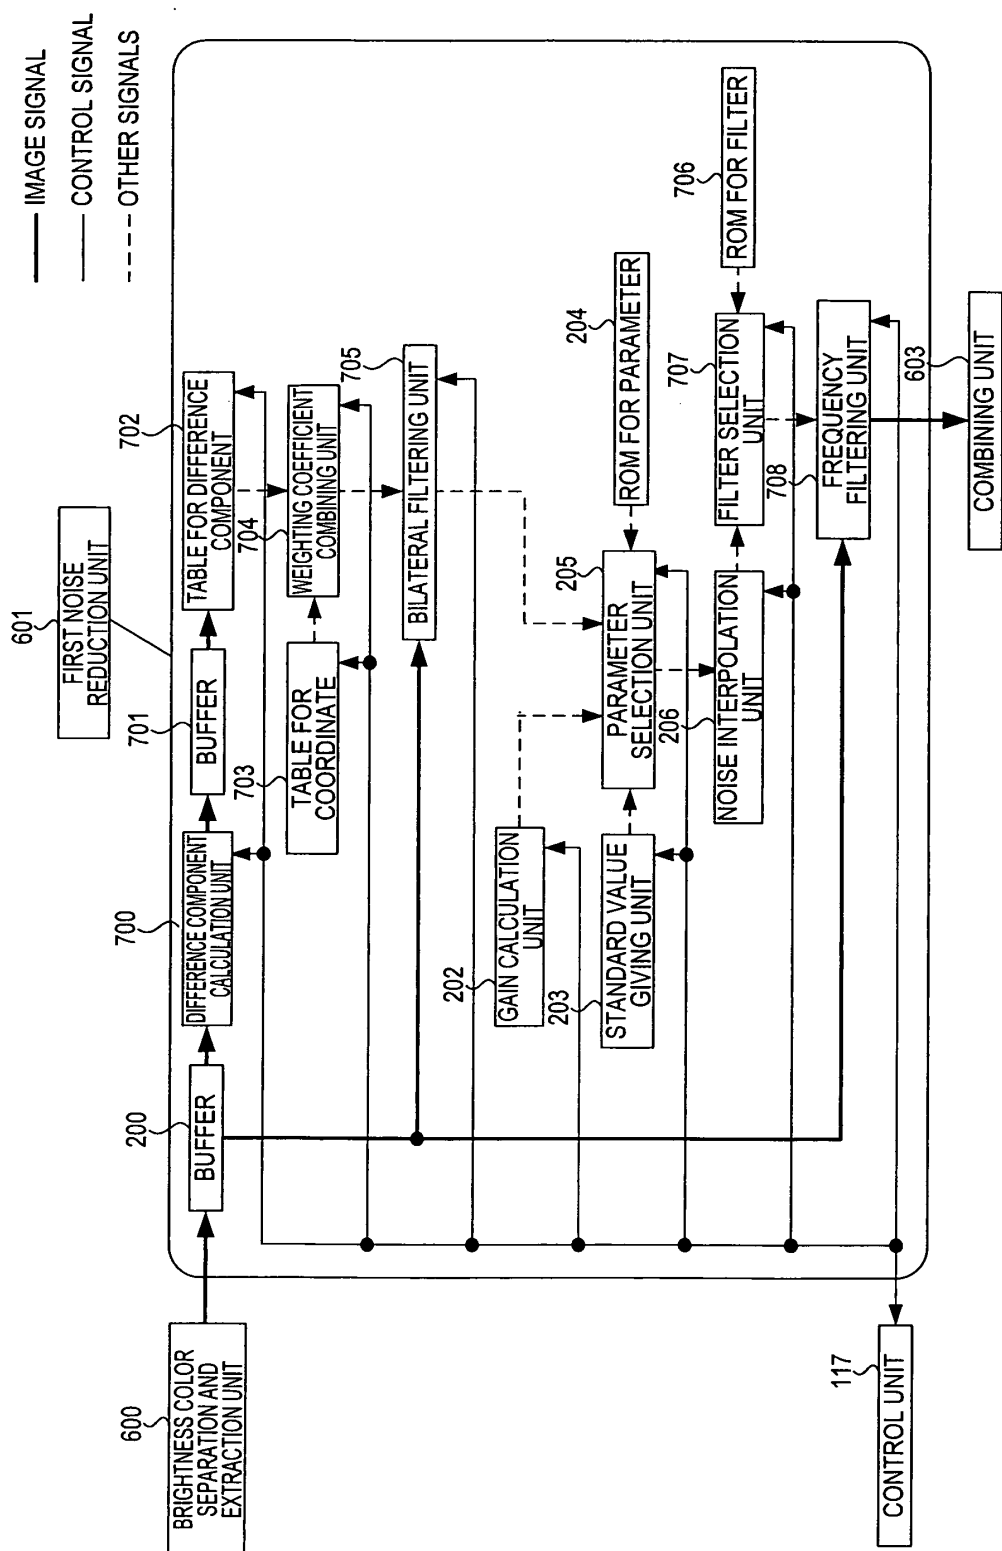 IMAGE SIGNAL
CONTROL SIGNAL
OTHER SIGNALS
601
FIRST NOISE
REDUCTION UNIT
600
BRIGHTNESS COLOR
SEPARATION AND
EXTRACTION UNIT
200
BUFFER
700
DIFFERENCE COMPONENT
CALCULATION UNIT
701
BUFFER
702
TABLE FOR DIFFERENCE
COMPONENT
703
TABLE FOR
COORDINATE
704
WEIGHTING COEFFICIENT
COMBINING UNIT
705
BILATERAL FILTERING UNIT
202
GAIN CALCULATION
UNIT
203
STANDARD VALUE
GIVING UNIT
204
ROM FOR PARAMETER
205
PARAMETER
SELECTION UNIT
206
NOISE INTERPOLATION
UNIT
706
ROM FOR FILTER
707
FILTER SELECTION
UNIT
708
FREQUENCY
FILTERING UNIT
117
CONTROL UNIT
603
COMBINING UNIT